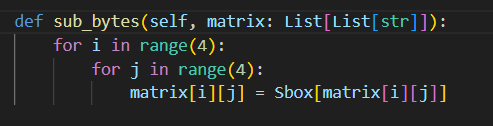 def sub_bytes(self, matrix: List[List[str]]):
    for i in range(4):
        for j in range(4):
            matrix[i][j] = Sbox[matrix[i][j]]